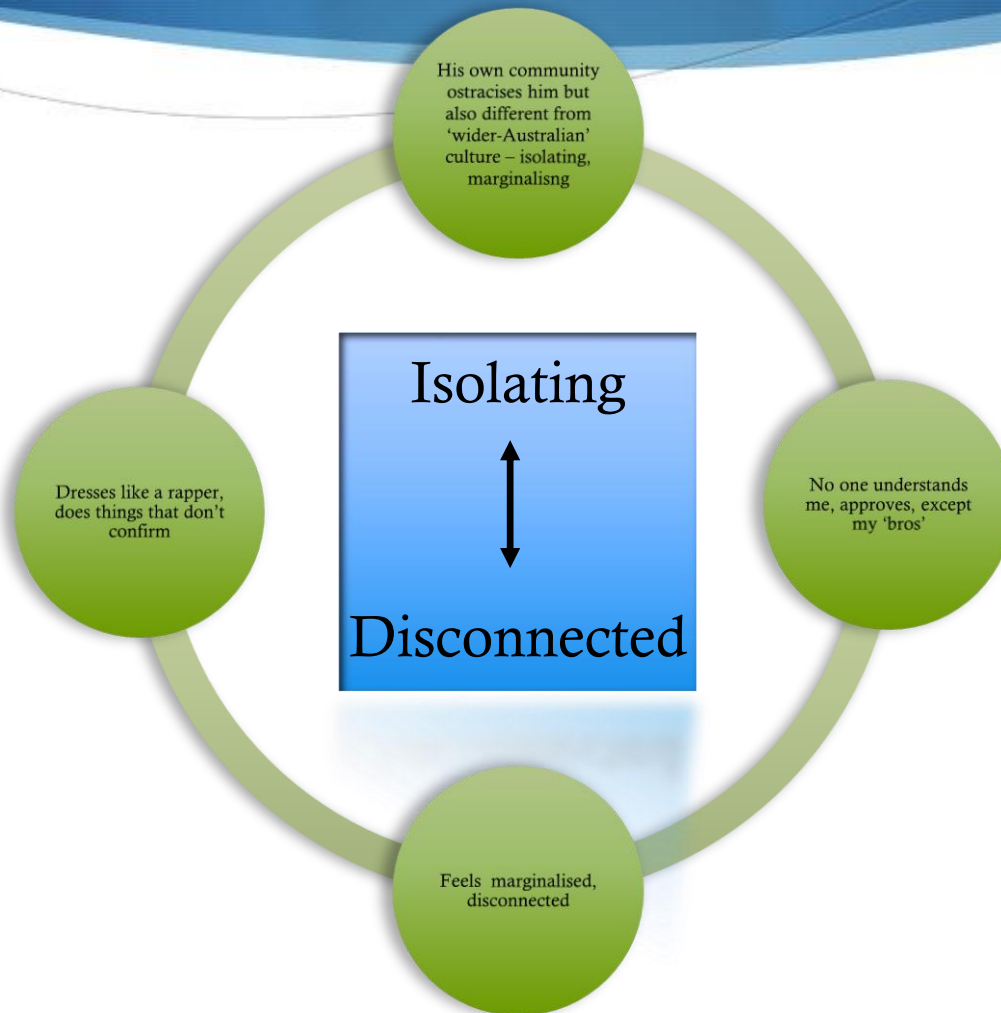 His own community
ostracises him but
also different from
‘wider-Australian’
culture – isolating,
marginalisng
Isolating
Disconnected
Dresses like a rapper,
does things that don’t
confirm
No one understands
me, approves, except
my ‘bros’
Feels marginalised,
disconnected